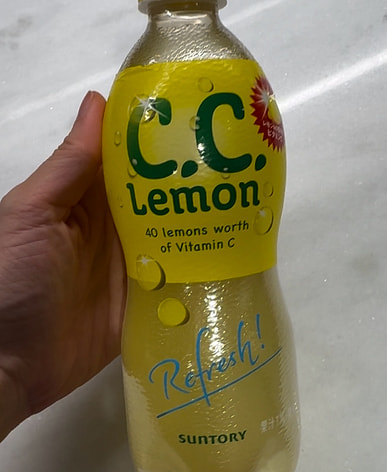 C.C.
Lemon
40 lemons worth
of Vitamin C
Refresh!
SUNTORY